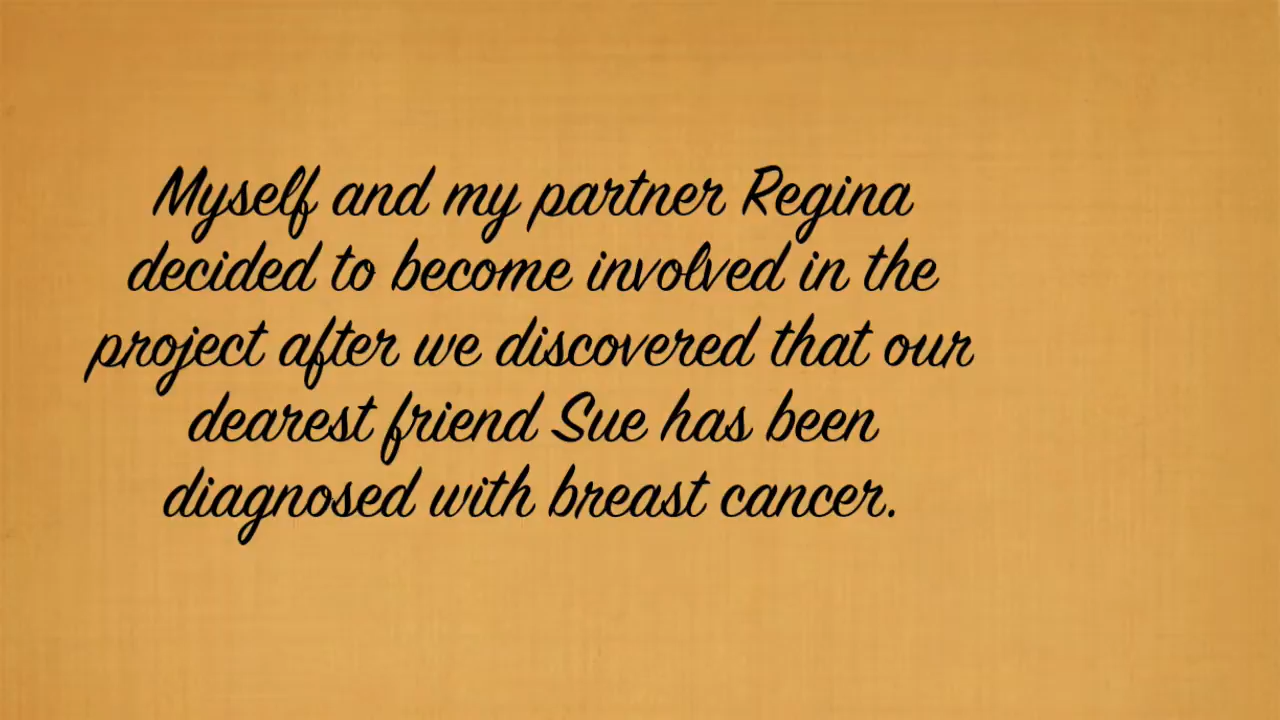 Myself and my partner Regina
decided to become involved in the
project after we discovered that our
dearest friend Sue has been
diagnosed with breast cancer.